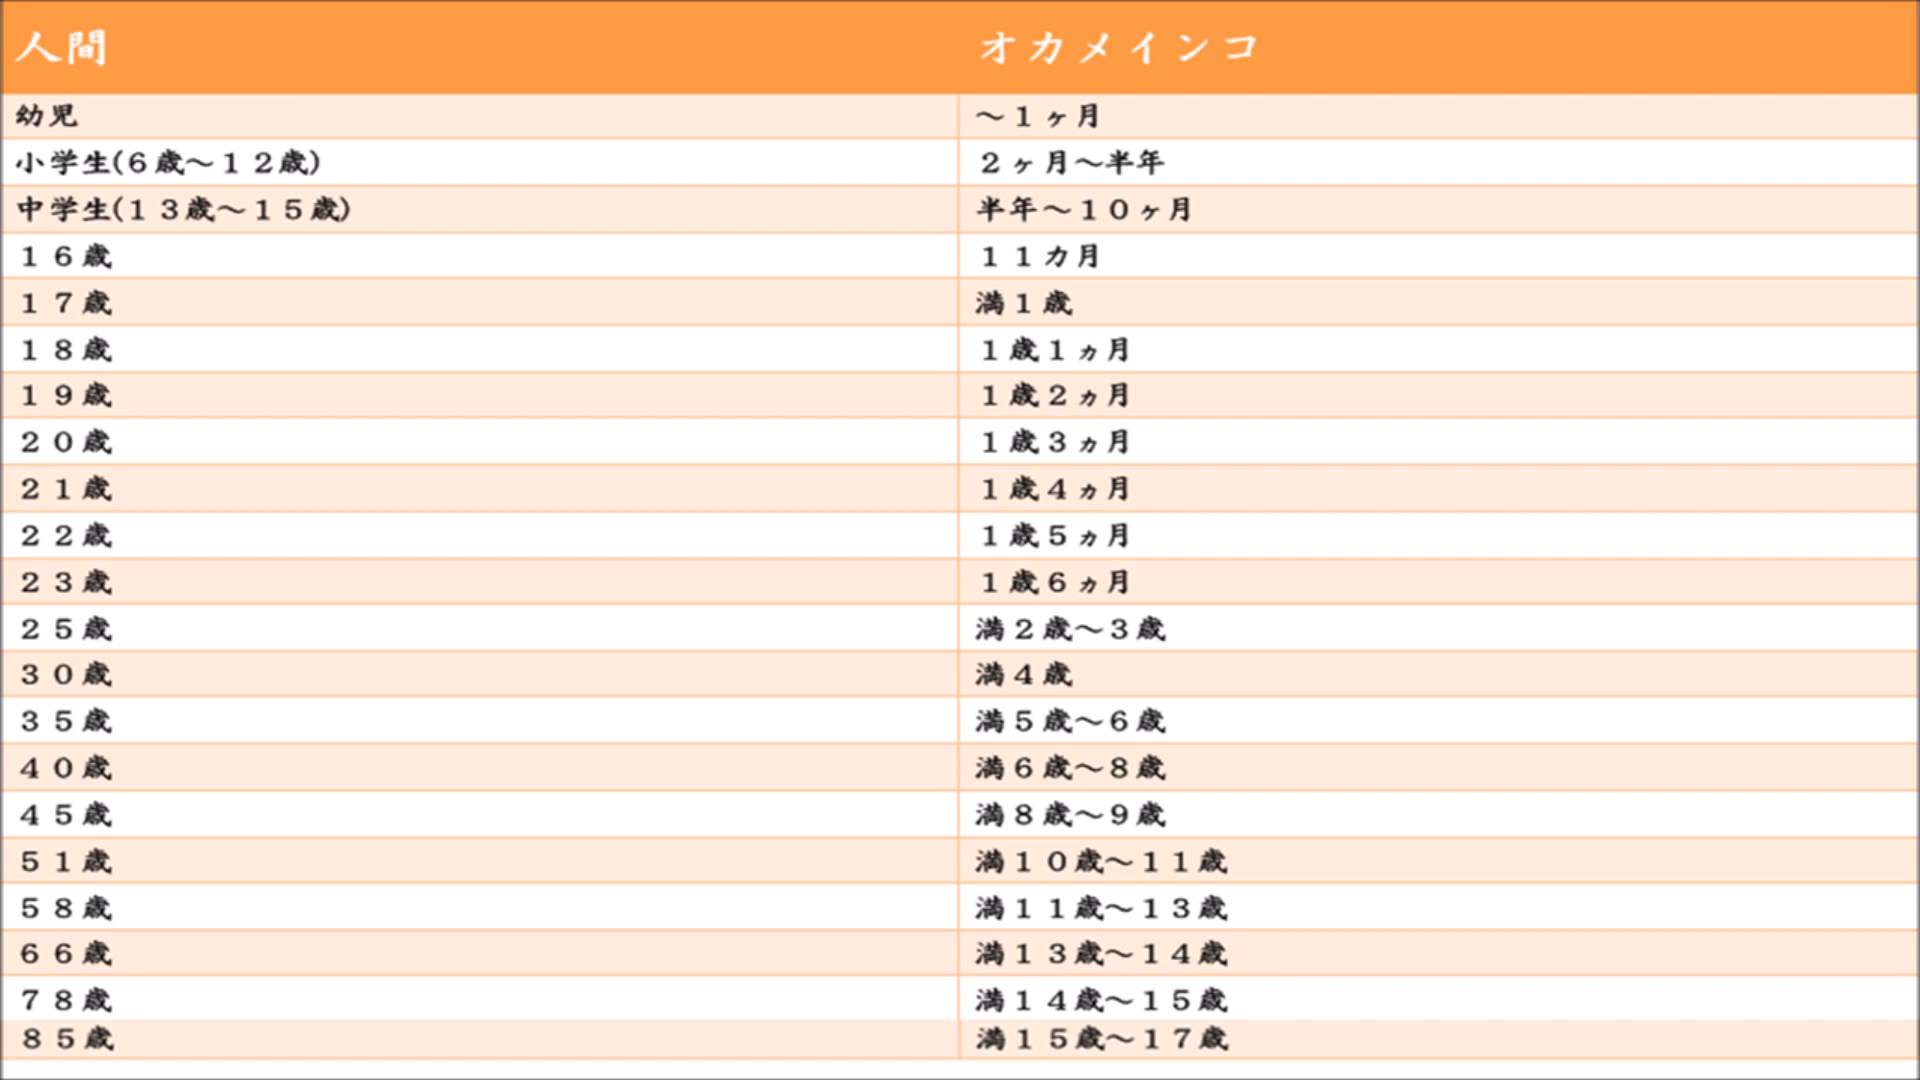 人間 オカメインコ
幼児 ～１ヶ月
小学生(６歳～１２歳) ２ヶ月～半年
中学生(１３歳～１５歳) 半年～１０ヶ月
１６歳 １１カ月
１７歳 満１歳
１８歳 １歳１ヵ月
１９歳 １歳２ヵ月
２０歳 １歳３ヵ月
２１歳 １歳４ヵ月
２２歳 １歳５ヵ月
２３歳 １歳６ヵ月
２５歳 満２歳～３歳
３０歳 満４歳
３５歳 満５歳～６歳
４０歳 満６歳～８歳
４５歳 満８歳～９歳
５１歳 満１０歳～１１歳
５８歳 満１１歳～１３歳
６６歳 満１３歳～１４歳
７８歳 満１４歳～１５歳
８５歳 満１５歳～１７歳